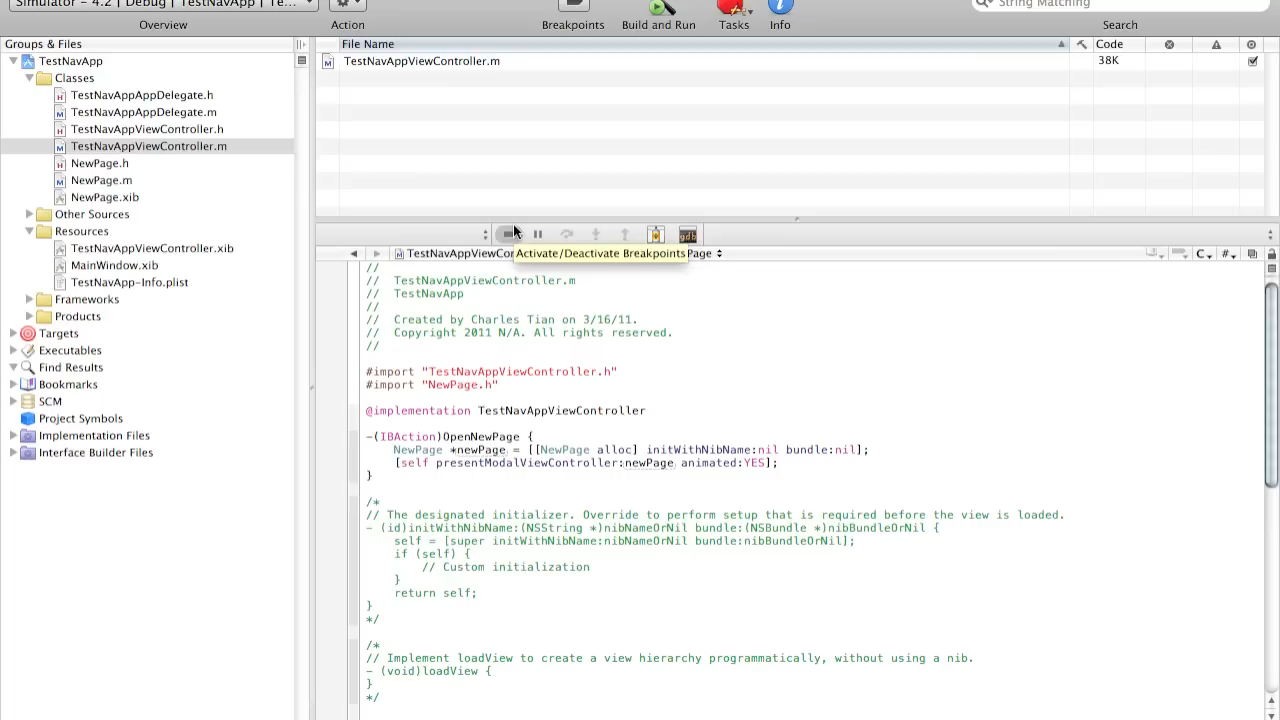 Simulator - 4.2 | Debug | TestNavApp | Te...
String Matching
Overview
Action
Breakpoints
Build and Run
Tasks
Info
Search
Groups & Files
File Name
Code
TestNavApp
TestNavAppViewController.m
38K
Classes
TestNavAppAppDelegate.h
TestNavAppAppDelegate.m
TestNavAppViewController.h
TestNavAppViewController.m
NewPage.h
NewPage.m
NewPage.xib
Other Sources
Resources
TestNavAppViewController.xib
MainWindow.xib
TestNavApp-Info.plist
Frameworks
Products
Targets
Executables
Find Results
Bookmarks
SCM
Project Symbols
Implementation Files
Interface Builder Files
gdb
TestNavAppViewCor
Activate/Deactivate Breakpoints
Page
C
#
//
// TestNavAppViewController.m
// TestNavApp
//
// Created by Charles Tian on 3/16/11.
// Copyright 2011 N/A. All rights reserved.
//
#import "TestNavAppViewController.h"
#import "NewPage.h"
@implementation TestNavAppViewController
-(IBAction)OpenNewPage {
NewPage *newPage = [[NewPage alloc] initWithNibName:nil bundle:nil];
[self presentModalViewController:newPage animated:YES];
}
/*
// The designated initializer. Override to perform setup that is required before the view is loaded.
- (id)initWithNibName:(NSString *)nibNameOrNil bundle:(NSBundle *)nibBundleOrNil {
self = [super initWithNibName:nibNameOrNil bundle:nibBundleOrNil];
if (self) {
// Custom initialization
}
return self;
}
*/
/*
// Implement loadView to create a view hierarchy programmatically, without using a nib.
- (void)loadView {
}
*/